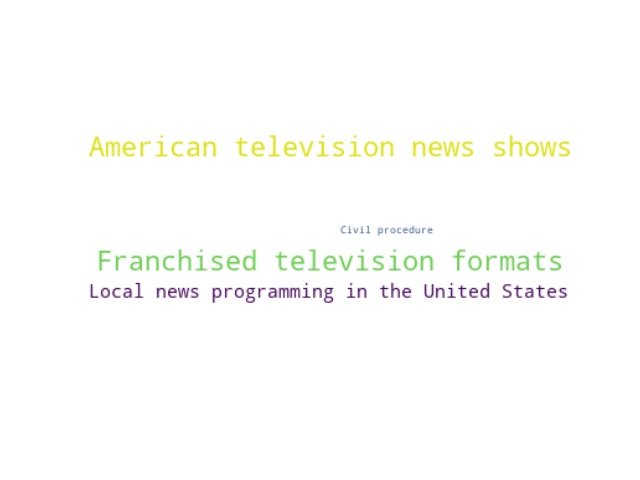 American television news shows
Civil procedure
Franchised television formats
Local news programming in the United States